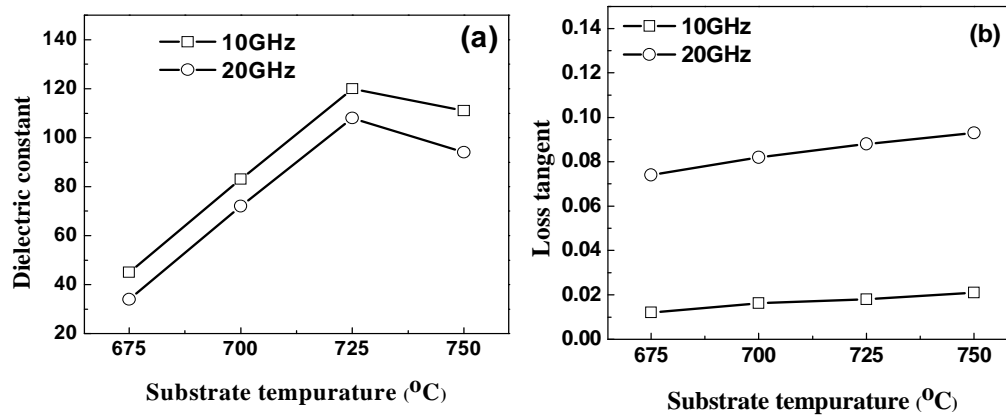 (a)
10GHz
20GHz
140
120
100
80
60
40
20
675 700 725 750
Dielectric constant
Substrate tempurature (°C)
(b)
10GHz
20GHz
0.14
0.12
0.10
0.08
0.06
0.04
0.02
0.00
675 700 725 750
Loss tangent
Substrate tempurature (°C)